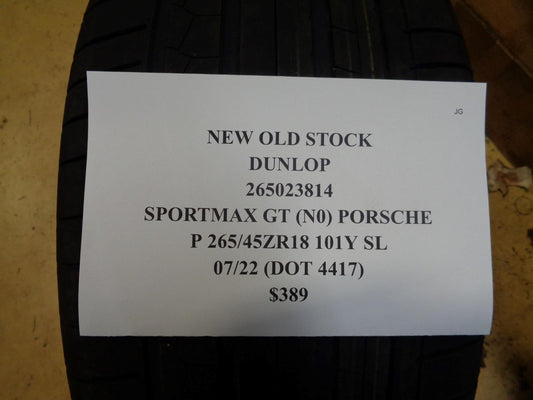 JG
NEW OLD STOCK
DUNLOP
265023814
SPORTMAX GT (N0) PORSCHE
P 265/45ZR18 101Y SL
07/22 (DOT 4417)
$389